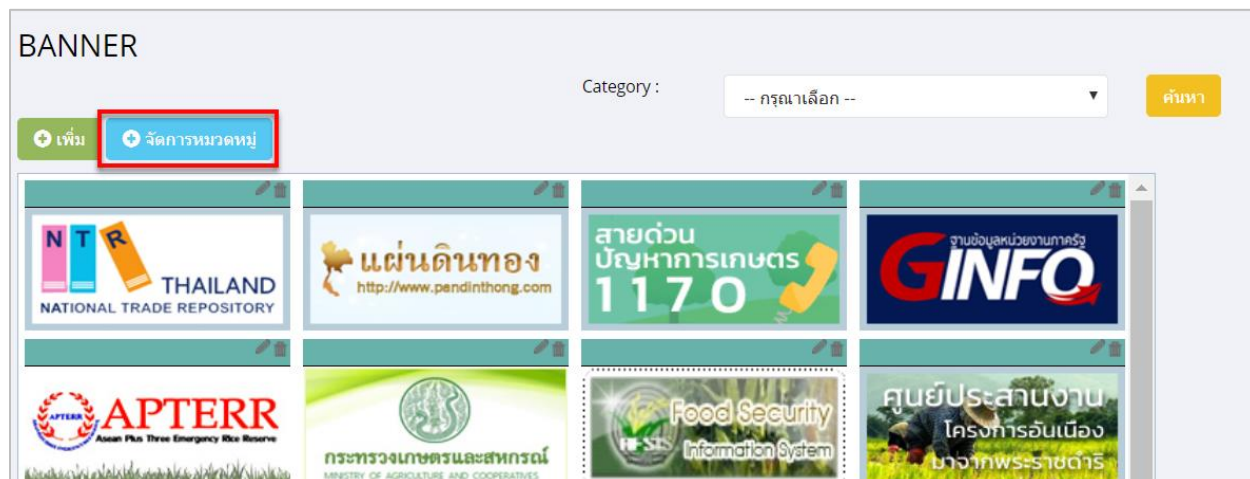 BANNER
Category :
-- กรุณาเลือก --
ค้นหา
เพิ่ม
จัดการหมวดหมู่
N T R
THAILAND
NATIONAL TRADE REPOSITORY
แผ่นดินทอง
http://www.pandinthong.com
สายด่วน
ปัญหาการเกษตร
1170
ฐานข้อมูลหน่วยงานภาครัฐ
GINFO
APTERR
APTERR
Asean Plus Three Emergency Rice Reserve
กระทรวงเกษตรและสหกรณ์
MINISTRY OF AGRICULTURE AND COOPERATIVES
Food Security
Information System
ศูนย์ประสานงาน
โครงการอันเนื่อง
มาจากพระราชดำริ